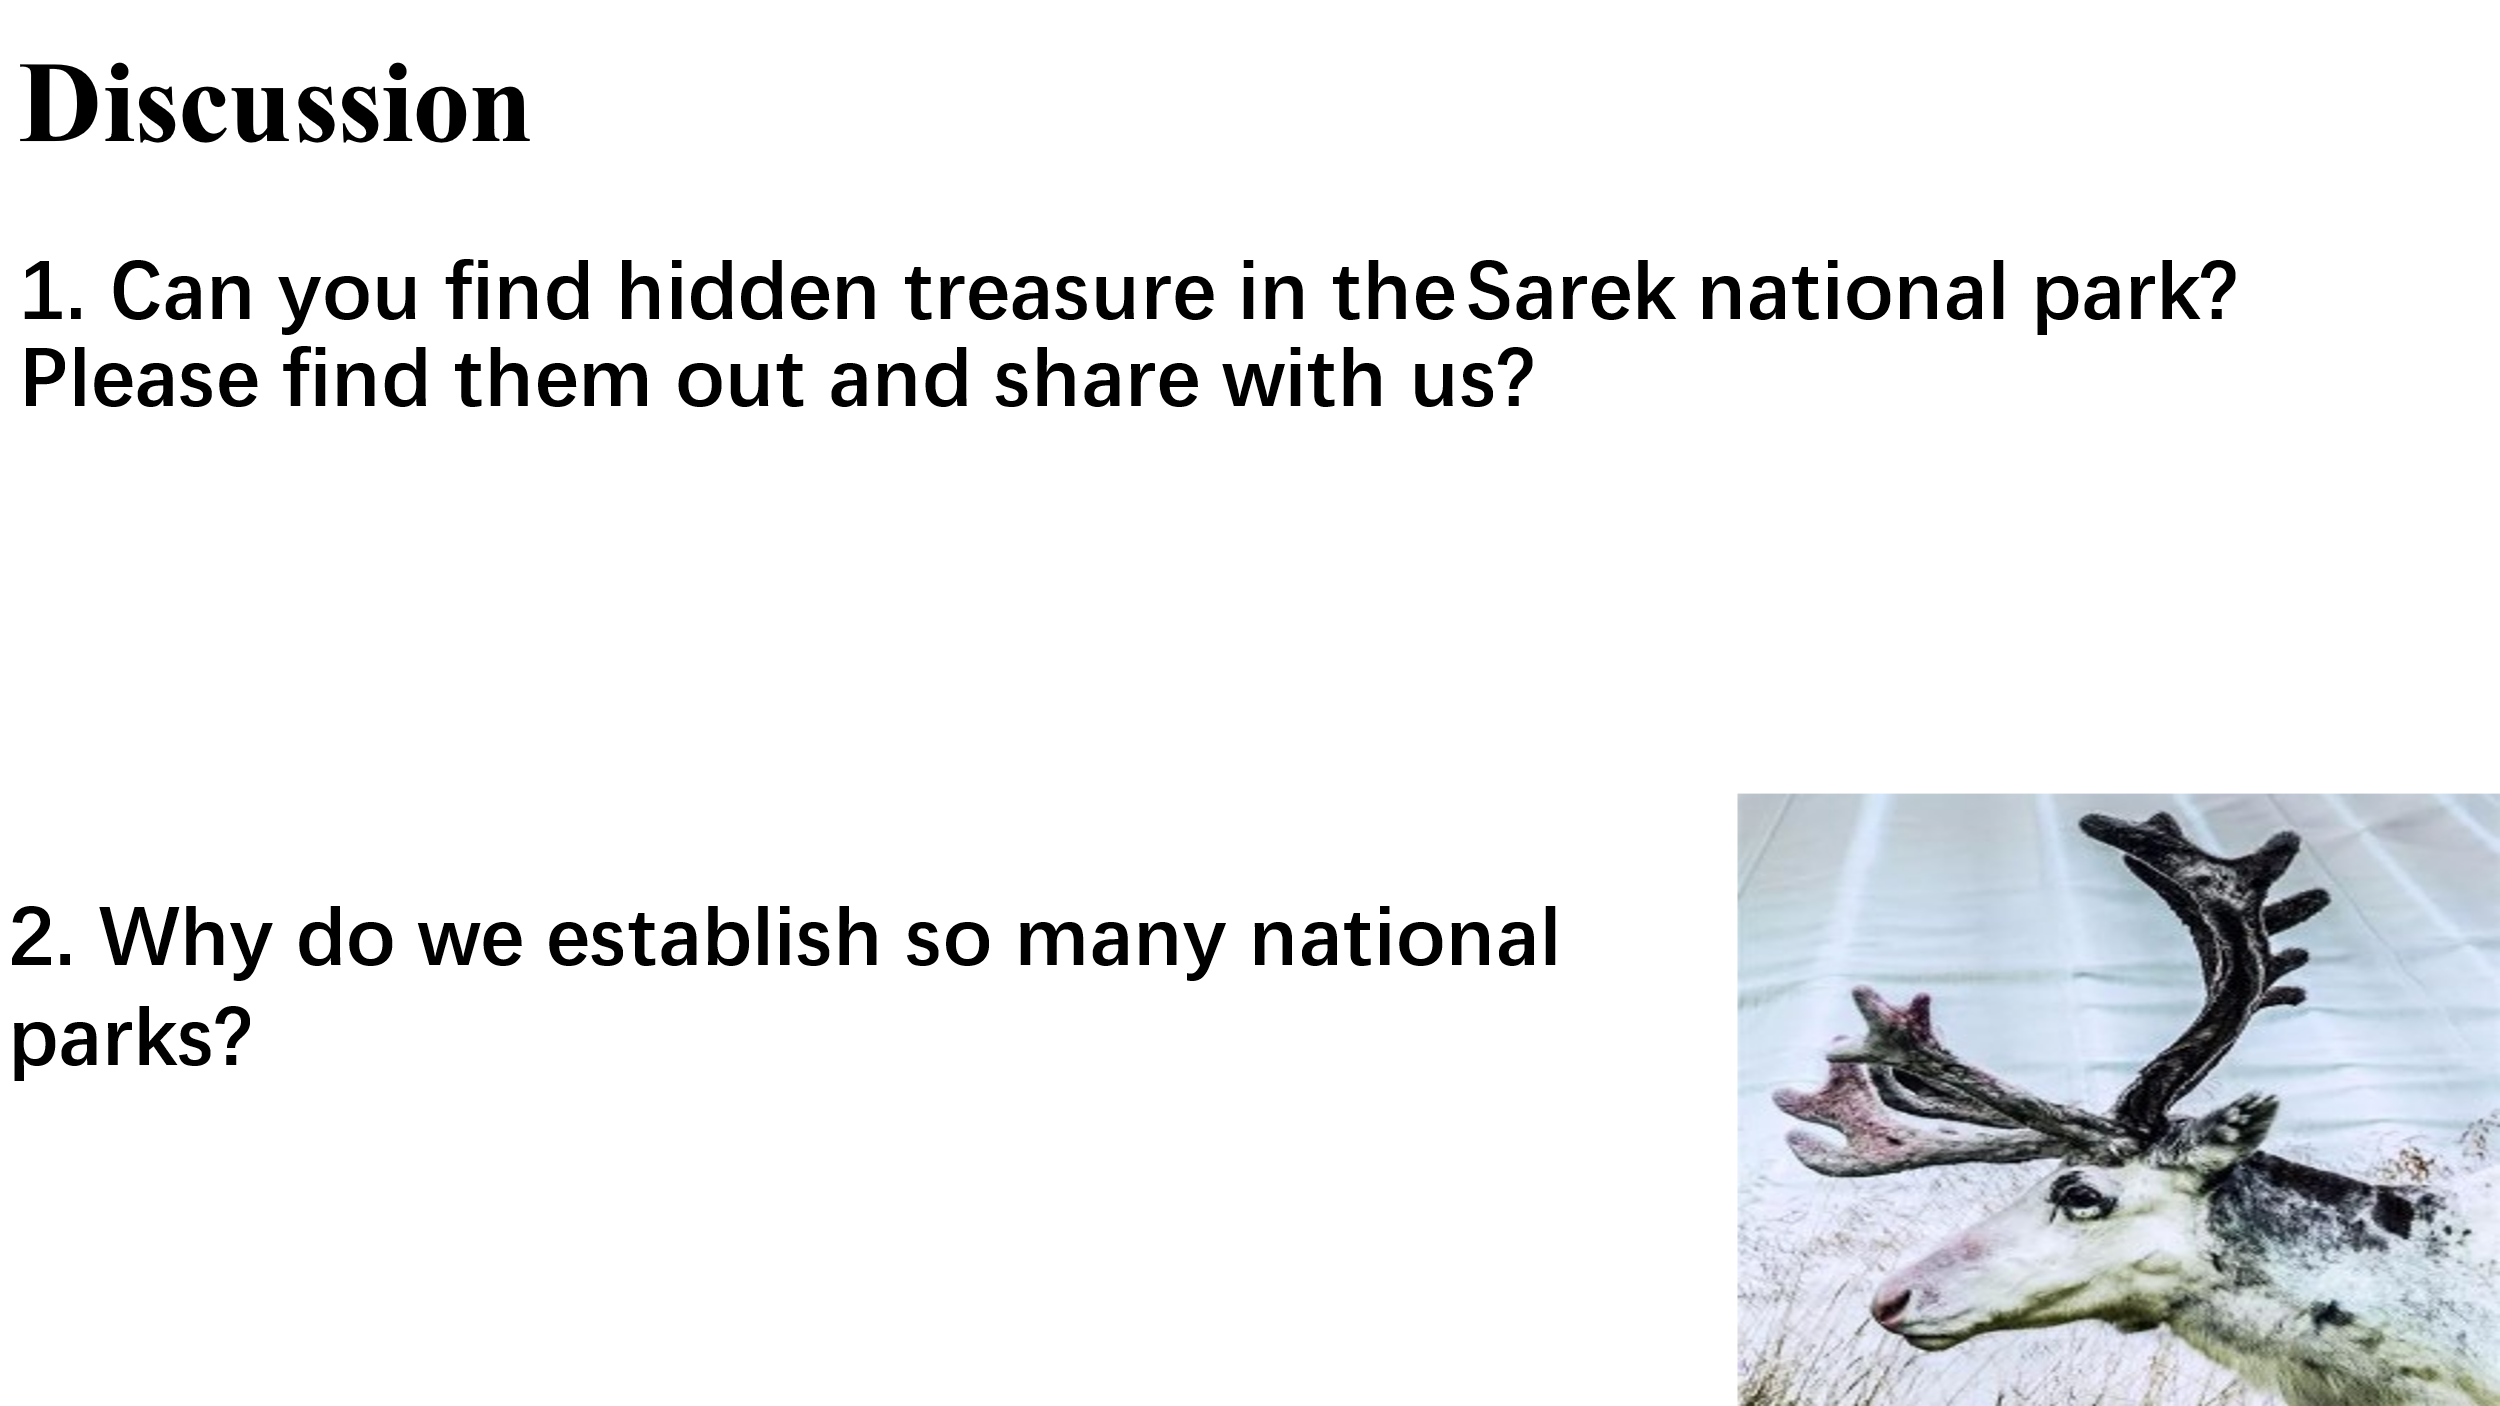 Discussion
1. Can you find hidden treasure in the Sarek national park?
Please find them out and share with us?
2. Why do we establish so many national
parks?